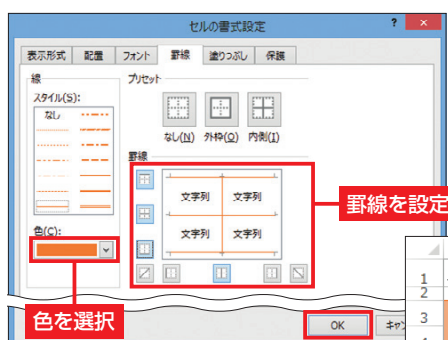 セルの書式設定
?
×
表示形式 配置 フォント 罫線 塗りつぶし 保護
線
プリセット
スタイル(S):
なし
なし(N) 外枠(O) 内側(I)
罫線
文字列 文字列
文字列 文字列
罫線を設定
色(C):
色を選択
OK
キャン
1
2
3